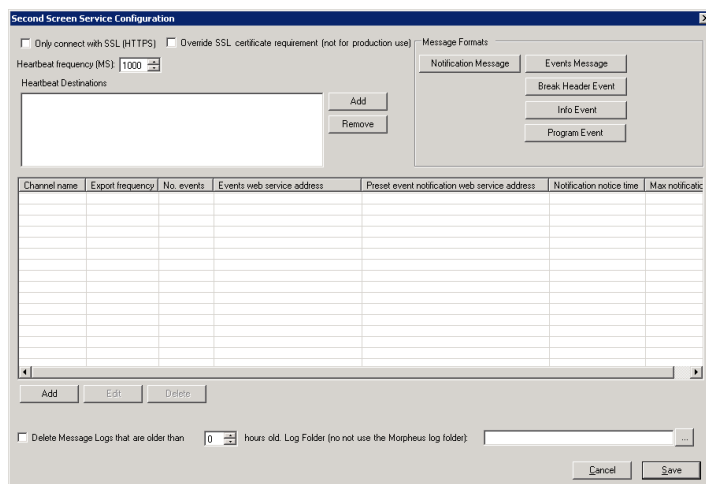 Second Screen Service Configuration
Only connect with SSL (HTTPS)
Override SSL certificate requirement (not for production use)
Message Formats
Heartbeat frequency (MS):
1000
Notification Message
Events Message
Heartbeat Destinations
Break Header Event
Add
Info Event
Remove
Program Event
Channel name
Export frequency
No. events
Events web service address
Preset event notification web service address
Notification notice time
Max notificatio
Add
Edit
Delete
Delete Message Logs that are older than
0
hours old. Log Folder (no not use the Morpheus log folder):
...
Cancel
Save